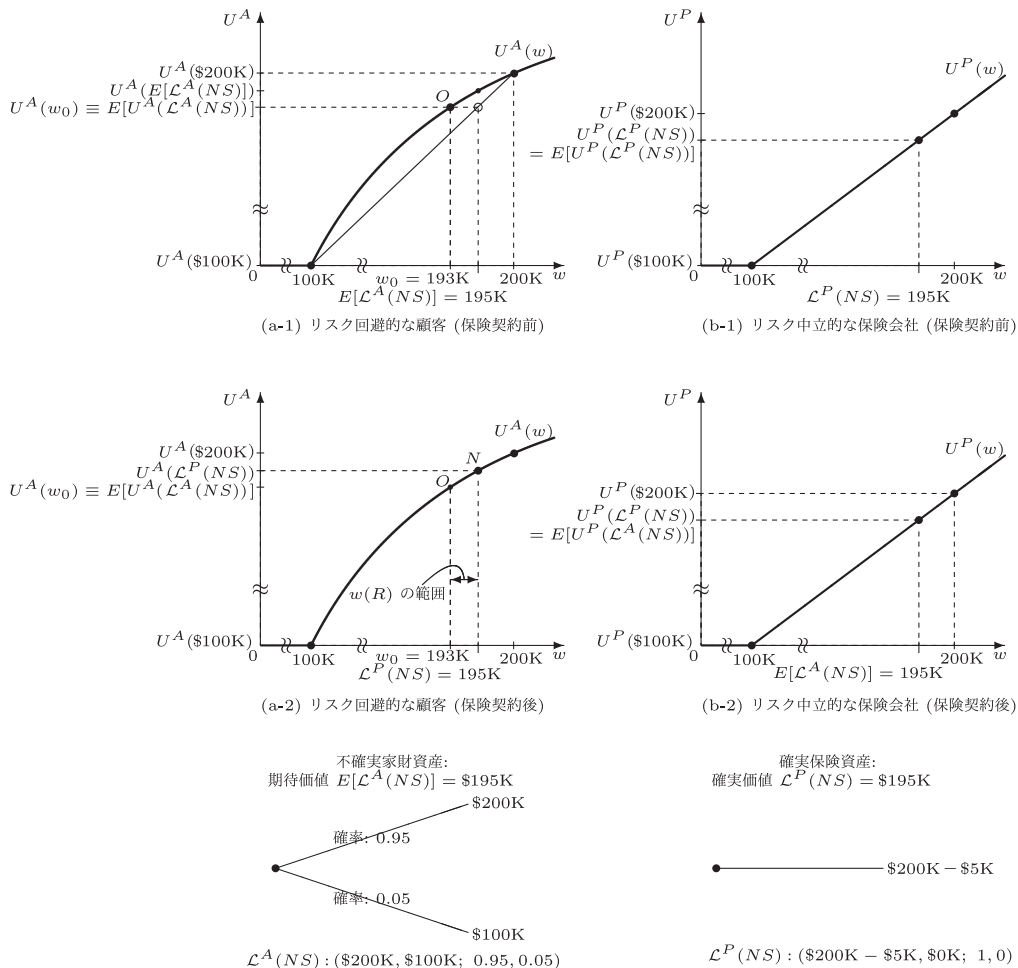 U^A
U^A(w)
U^A($200K)
U^A(E[ℒ^A(NS)])
U^A(w_0) ≡ E[U^A(ℒ^A(NS))]
O
U^A($100K)
0
100K
w_0 = 193K
200K
w
E[ℒ^A(NS)] = 195K
(a-1) リスク回避的な顧客 (保険契約前)
U^P
U^P(w)
U^P($200K)
U^P(ℒ^P(NS))
= E[U^P(ℒ^P(NS))]
U^P($100K)
0
100K
200K
w
ℒ^P(NS) = 195K
(b-1) リスク中立的な保険会社 (保険契約前)
U^A
U^A(w)
U^A($200K)
N
U^A(ℒ^P(NS))
U^A(w_0) ≡ E[U^A(ℒ^A(NS))]
O
w(R) の範囲
U^A($100K)
0
100K
w_0 = 193K
200K
w
ℒ^P(NS) = 195K
(a-2) リスク回避的な顧客 (保険契約後)
U^P
U^P(w)
U^P($200K)
U^P(ℒ^P(NS))
= E[U^P(ℒ^A(NS))]
U^P($100K)
0
100K
200K
w
E[ℒ^A(NS)] = 195K
(b-2) リスク中立的な保険会社 (保険契約後)
不確実家財資産:
期待価値 E[ℒ^A(NS)] = $195K
$200K
確率: 0.95
確率: 0.05
$100K
ℒ^A(NS) : ($200K, $100K; 0.95, 0.05)
確実保険資産:
確実価値 ℒ^P(NS) = $195K
$200K − $5K
ℒ^P(NS) : ($200K − $5K, $0K; 1, 0)